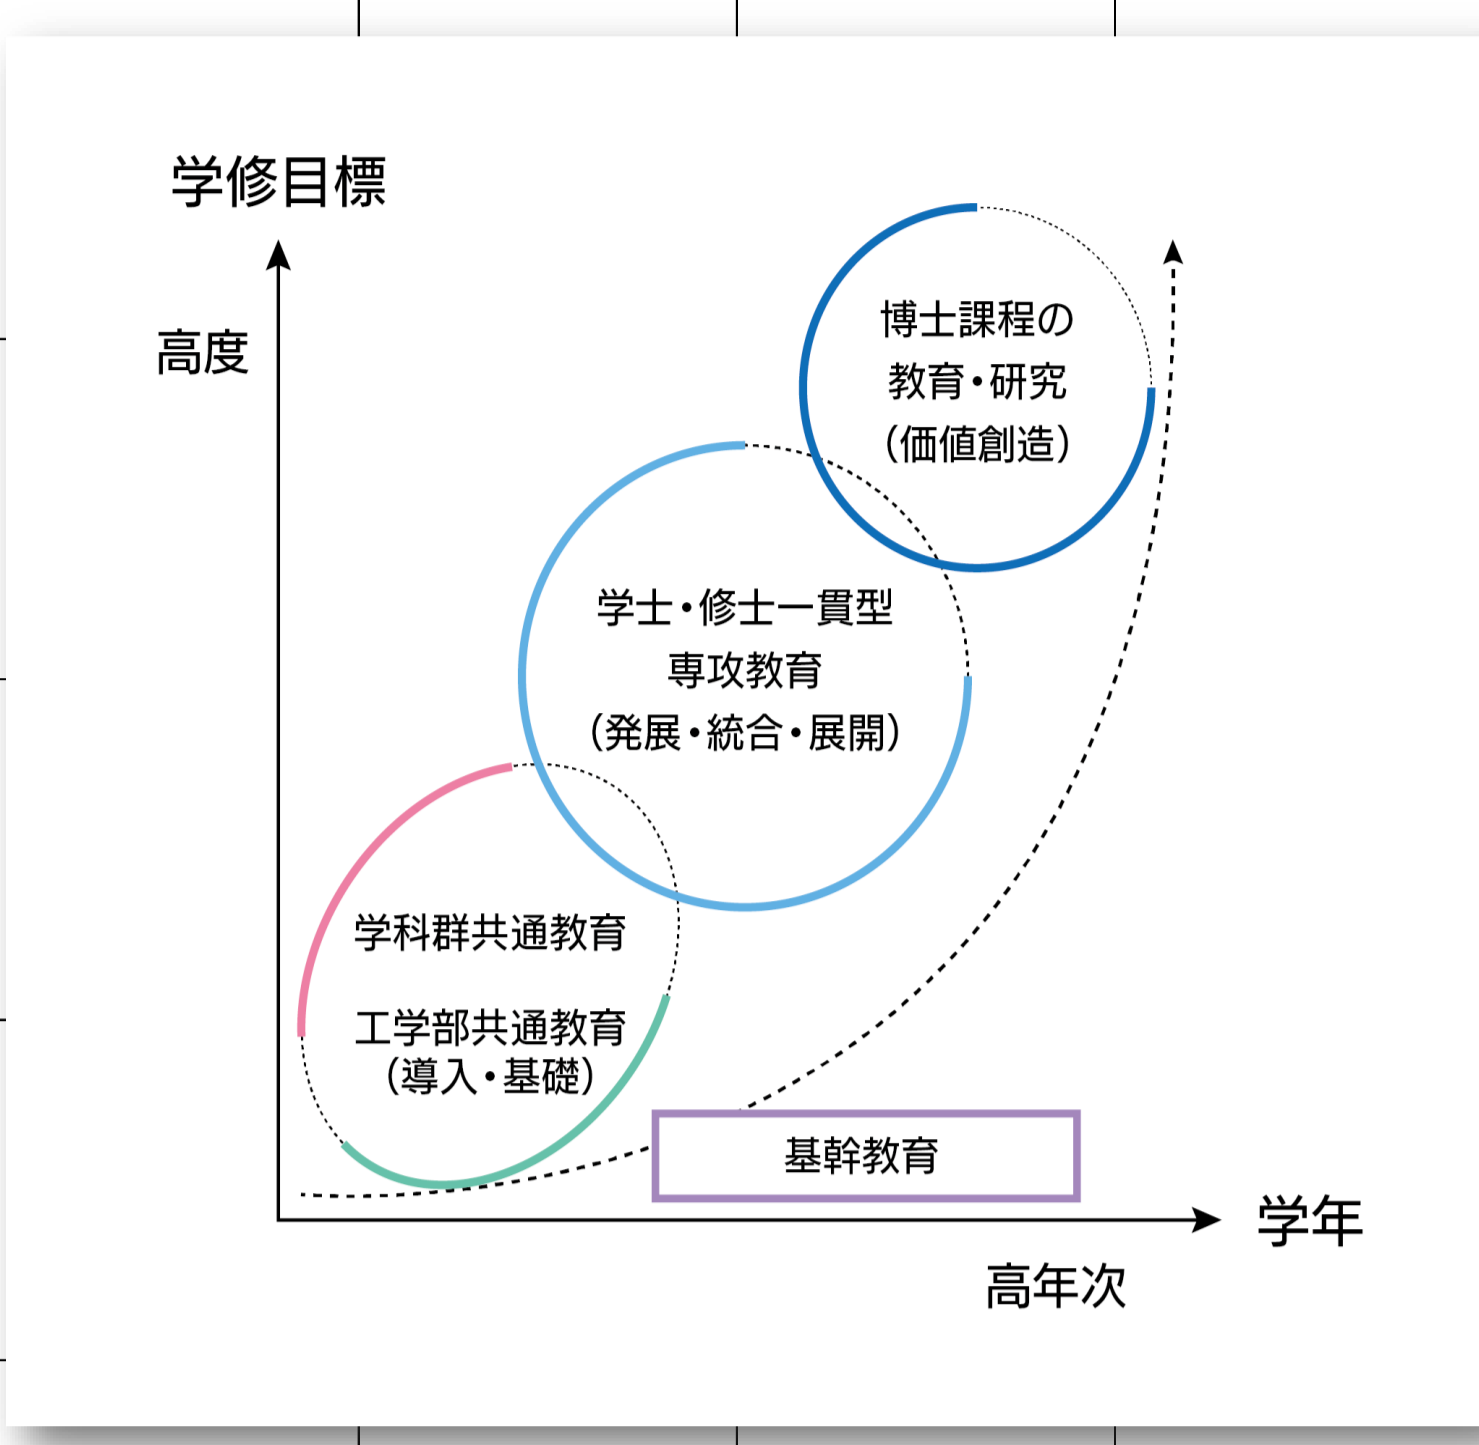 学修目標
高度
博士課程の
教育・研究
（価値創造）
学士・修士一貫型
専攻教育
（発展・統合・展開）
学科群共通教育
工学部共通教育
（導入・基礎）
基幹教育
学年
高年次